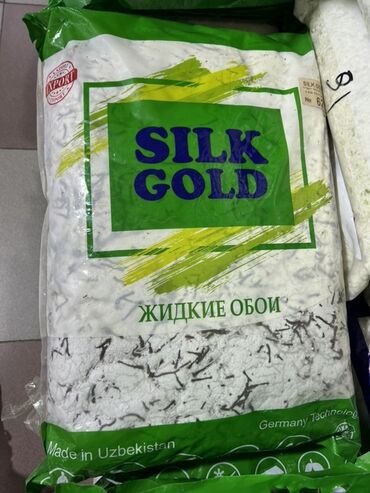 EXPORT
SILK
GOLD
ЖИДКИЕ ОБОИ
Made in Uzbekistan
Germany Technology